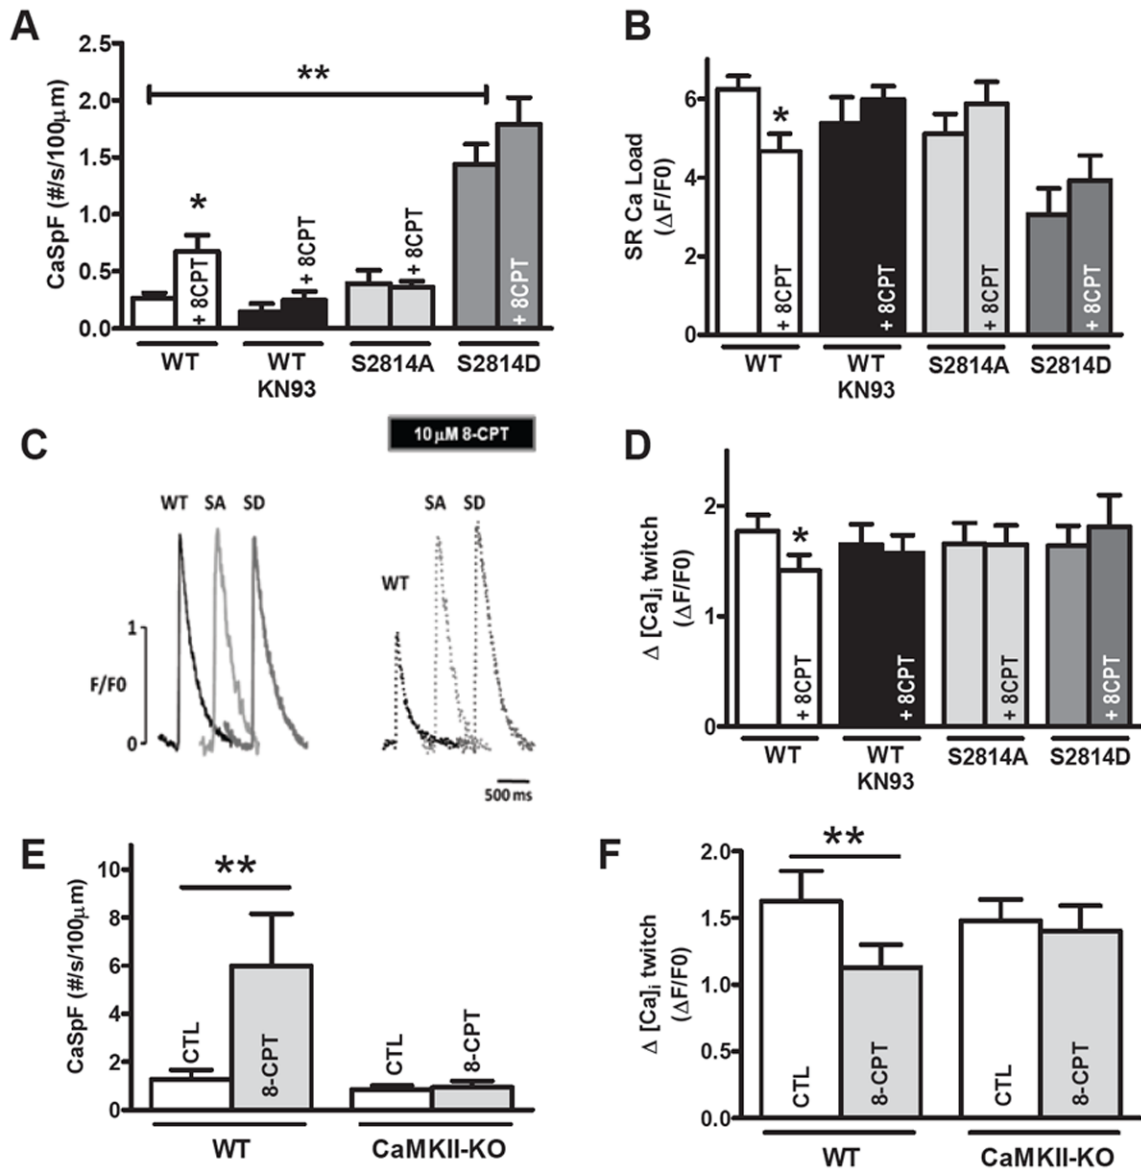 A
CaSpF (#/s/100μm)
2.5
2.0
1.5
1.0
0.5
0.0
**
*
+ 8CPT
+ 8CPT
+ 8CPT
+ 8CPT
WT
WT
KN93
S2814A
S2814D
B
SR Ca Load
(ΔF/F0)
6
4
2
0
*
+ 8CPT
+ 8CPT
+ 8CPT
+ 8CPT
WT
WT
KN93
S2814A
S2814D
C
10 μM 8-CPT
WT SA SD
SA SD
WT
1
F/F0
0
500 ms
D
Δ [Ca]i twitch
(ΔF/F0)
2
1
0
*
+ 8CPT
+ 8CPT
+ 8CPT
+ 8CPT
WT
WT
KN93
S2814A
S2814D
E
CaSpF (#/s/100μm)
10
8
6
4
2
0
**
CTL
8-CPT
CTL
8-CPT
WT
CaMKII-KO
F
Δ [Ca]i twitch
(ΔF/F0)
2.0
1.5
1.0
0.5
0.0
**
CTL
8-CPT
CTL
8-CPT
WT
CaMKII-KO